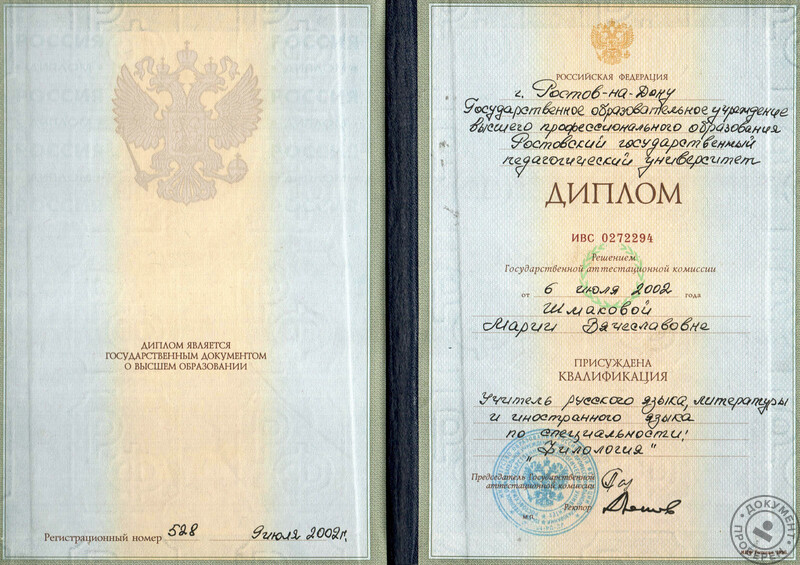 ДИПЛОМ ЯВЛЯЕТСЯ
ГОСУДАРСТВЕННЫМ ДОКУМЕНТОМ
О ВЫСШЕМ ОБРАЗОВАНИИ
Регистрационный номер 528 9 июля 2002 г.
РОССИЙСКАЯ ФЕДЕРАЦИЯ
г. Ростов-на-Дону
Государственное образовательное учреждение
высшего профессионального образования
Ростовский государственный
педагогический университет
ДИПЛОМ
ИВС 0272294
Решением
Государственной аттестационной комиссии
от 6 июля 2002 года
Шмаковой
Марии Вячеславовне
ПРИСУЖДЕНА
КВАЛИФИКАЦИЯ
Учитель русского языка, литературы
и иностранного языка
по специальности:
"Филология"
Председатель Государственной
аттестационной комиссии
Ректор
М.П.
ДОКУМЕНТ
ПРОВЕРЕН